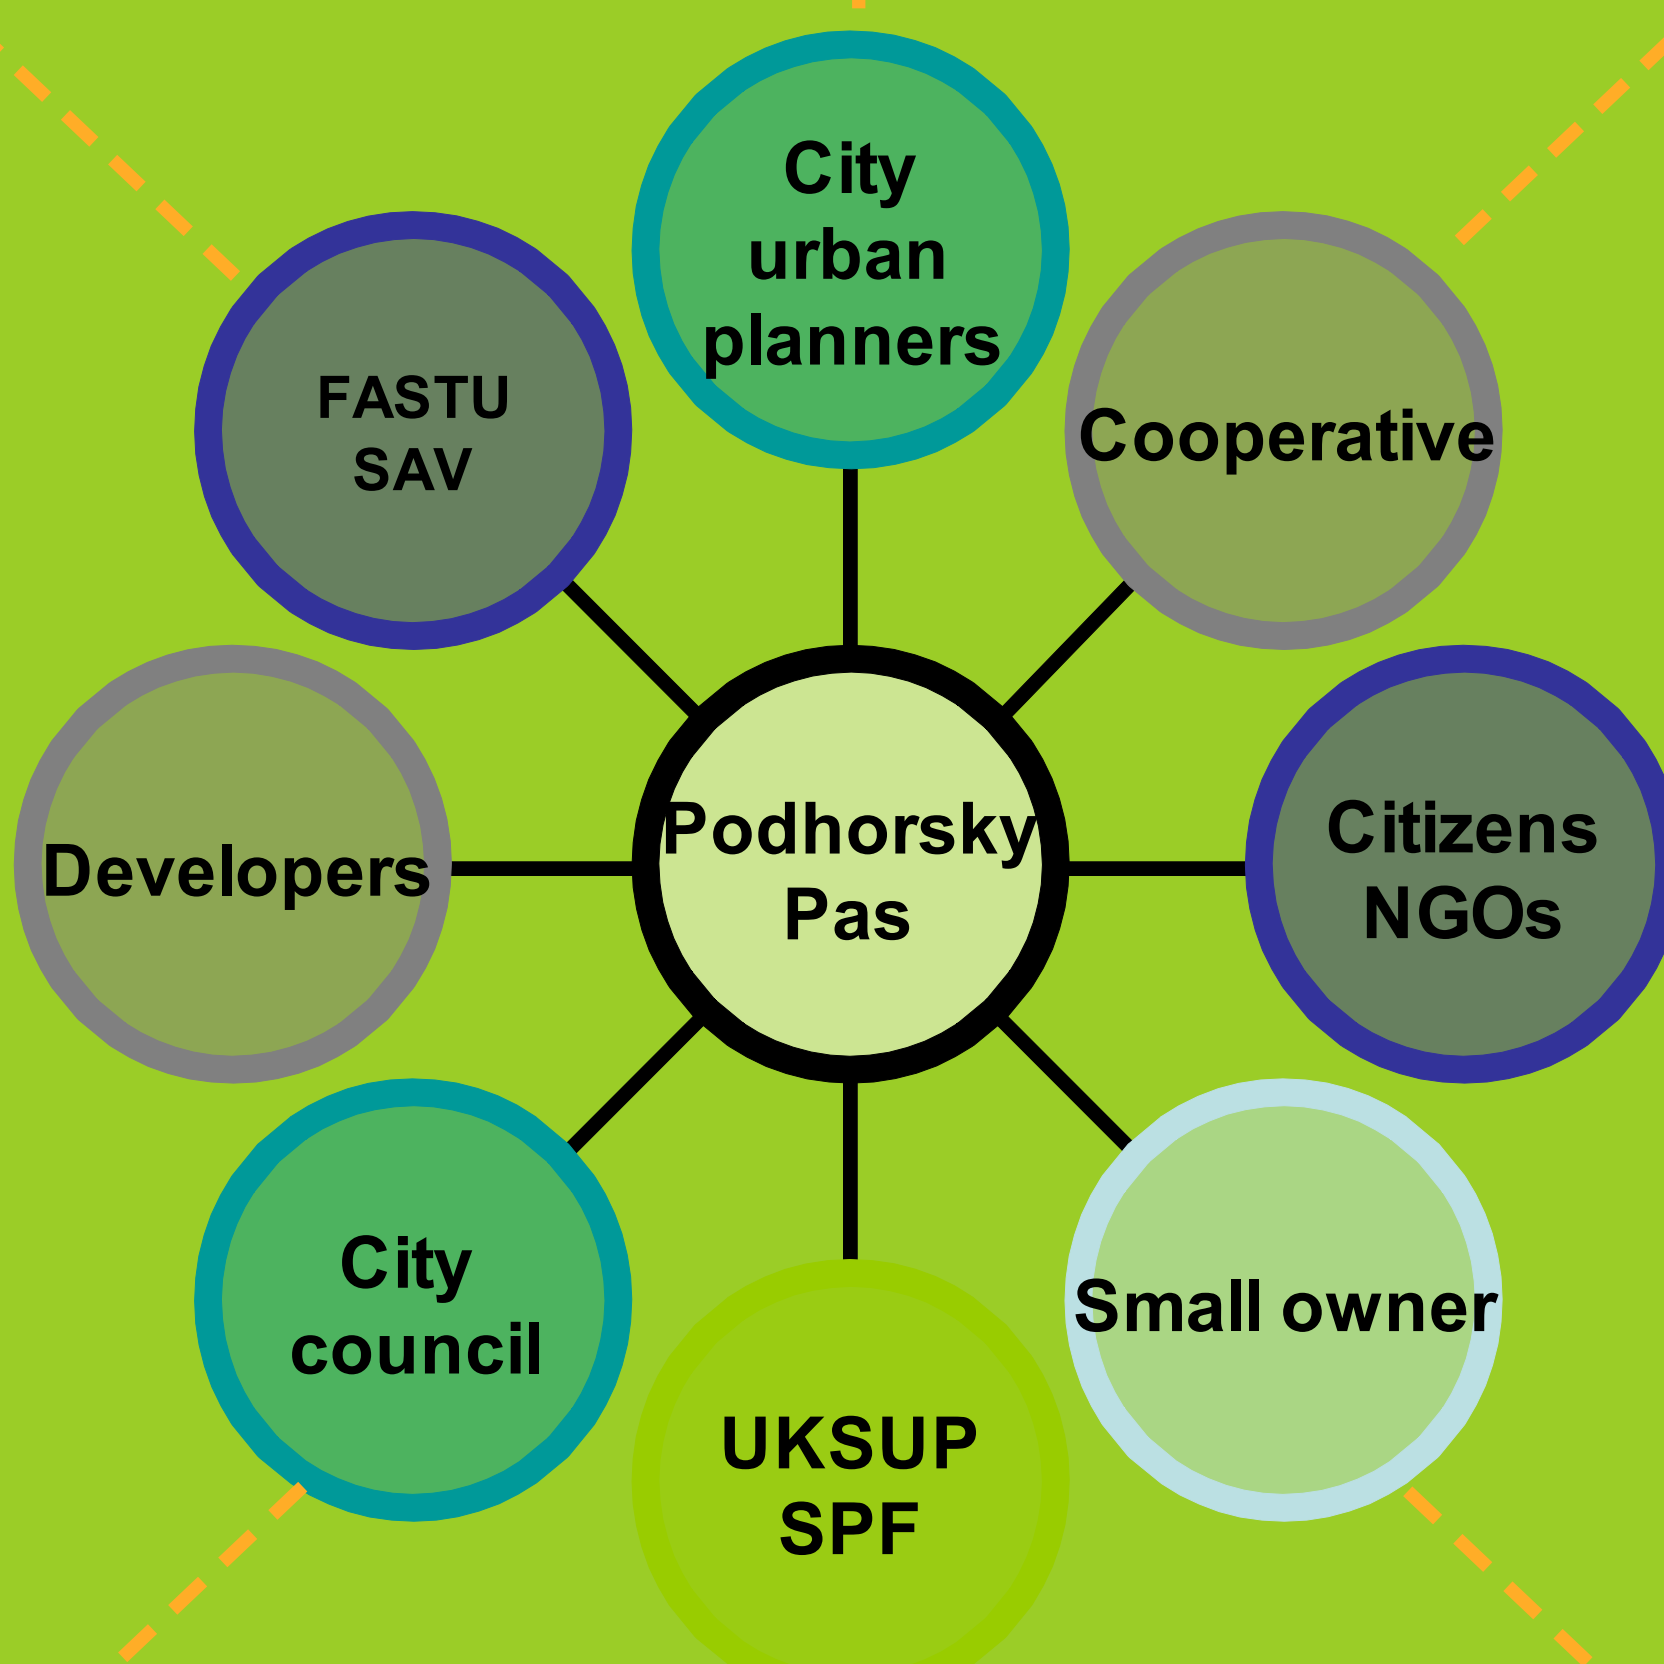 City
urban
planners
FASTU
SAV
Cooperative
Developers
Podhorsky
Pas
Citizens
NGOs
City
council
Small owner
UKSUP
SPF